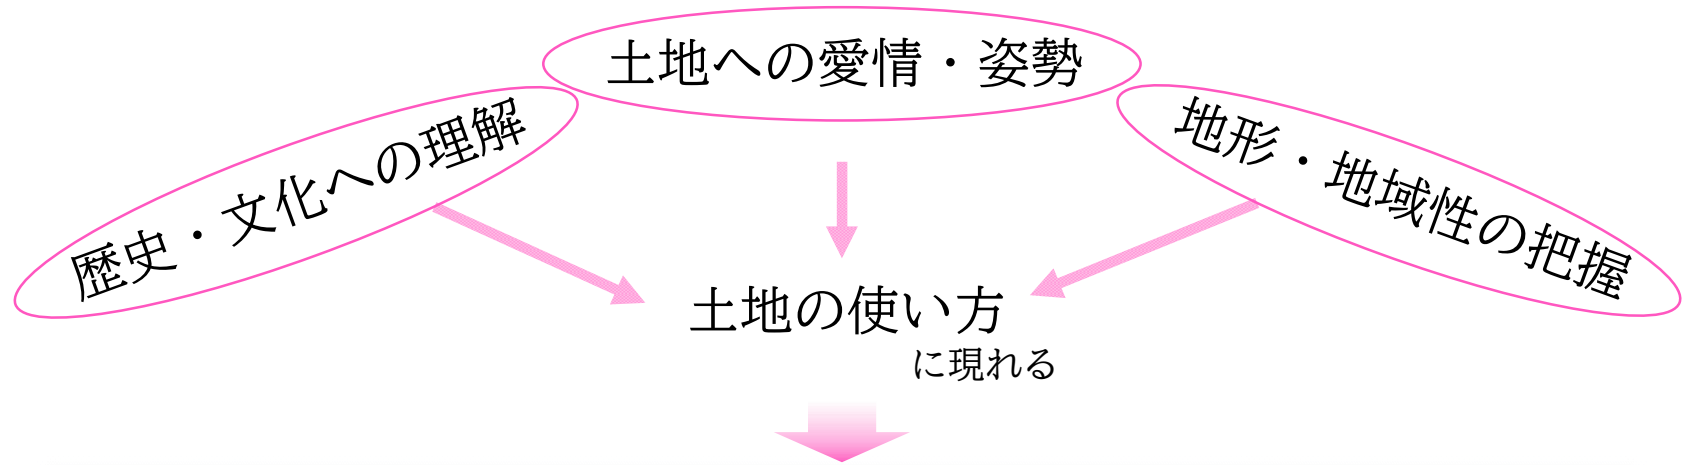 土地への愛情・姿勢
歴史・文化への理解
地形・地域性の把握
土地の使い方
に現れる